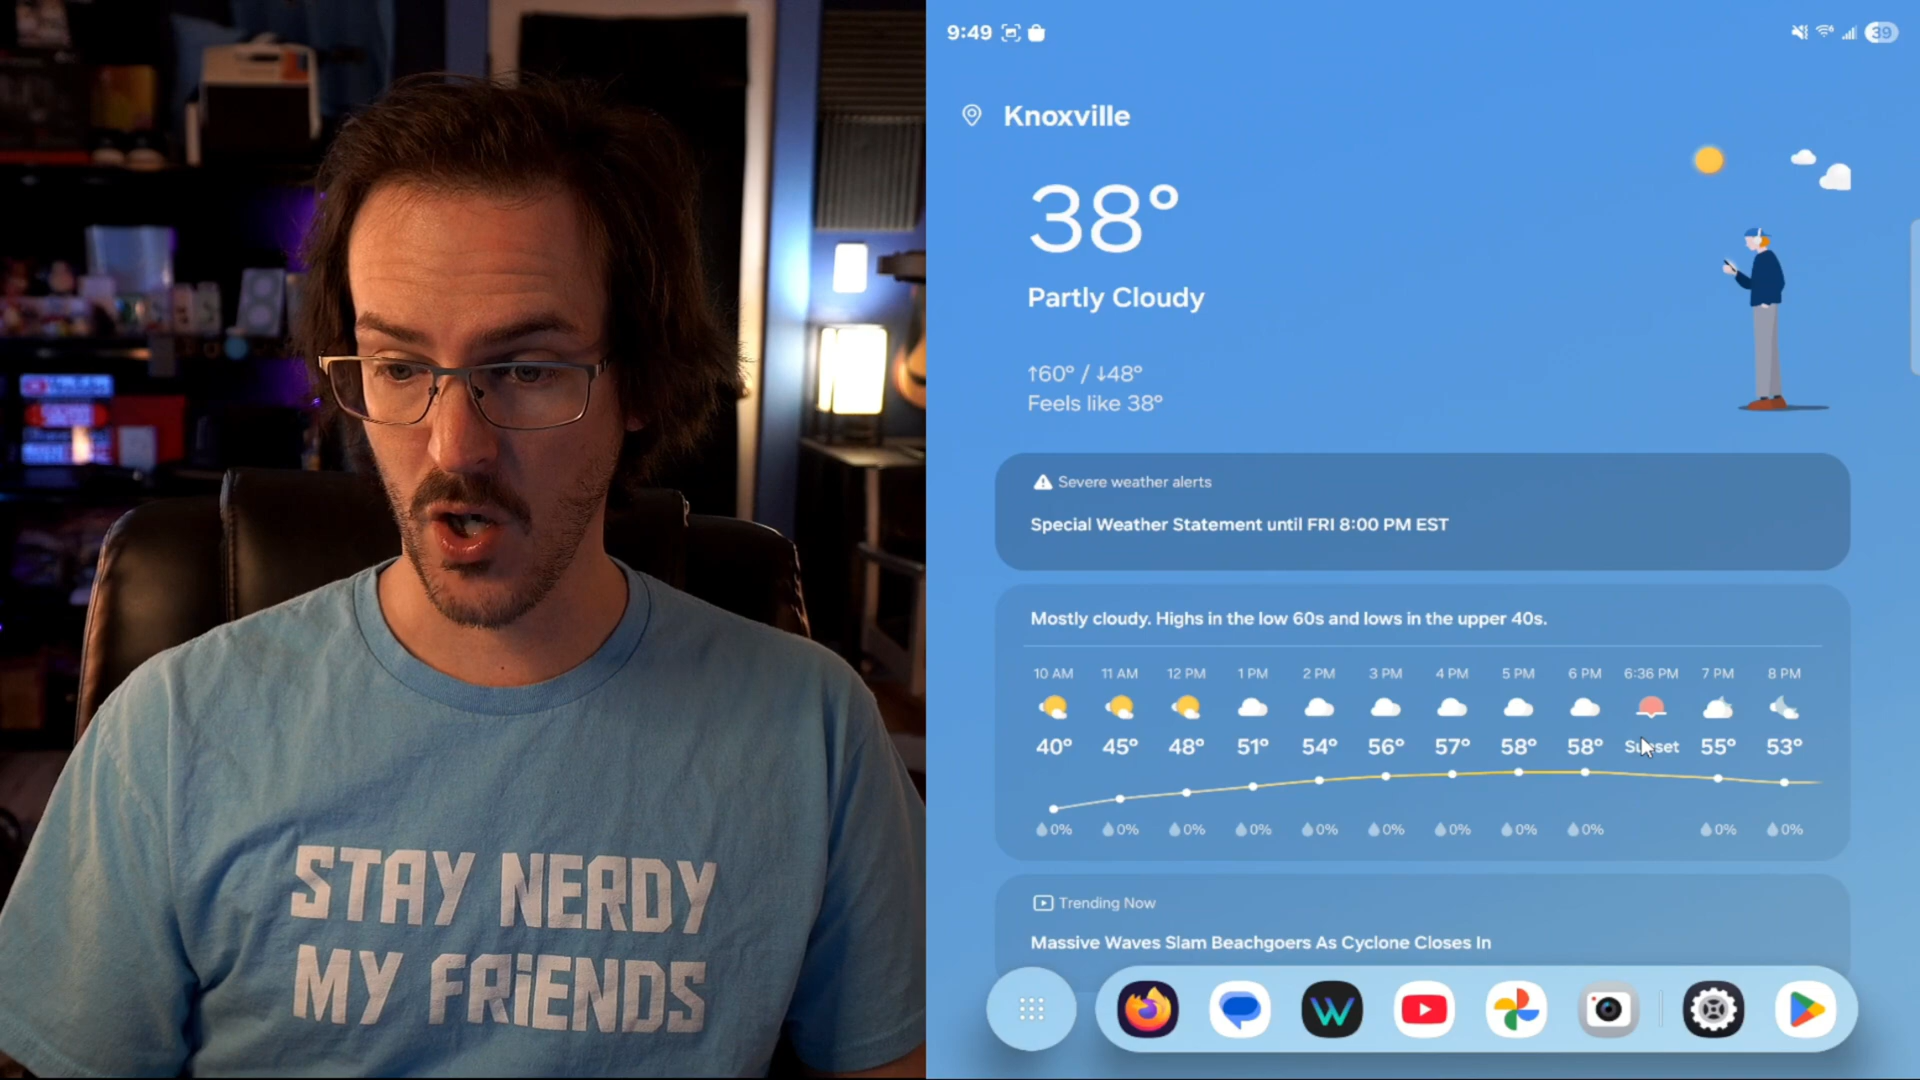 STAY NERDY
MY FRiENDS
9:49
39
Knoxville
38°
Partly Cloudy
↑60° / ↓48°
Feels like 38°
Severe weather alerts
Special Weather Statement until FRI 8:00 PM EST
Mostly cloudy. Highs in the low 60s and lows in the upper 40s.
10 AM 11 AM 12 PM 1 PM 2 PM 3 PM 4 PM 5 PM 6 PM 6:36 PM 7 PM 8 PM
40° 45° 48° 51° 54° 56° 57° 58° 58° Sunset 55° 53°
0% 0% 0% 0% 0% 0% 0% 0% 0% 0% 0%
Trending Now
Massive Waves Slam Beachgoers As Cyclone Closes In